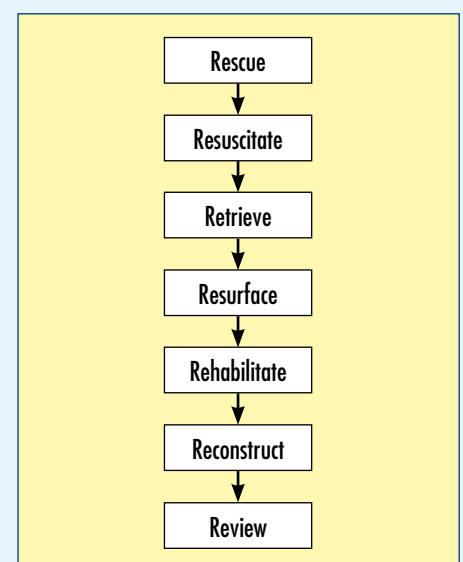 Rescue
Resuscitate
Retrieve
Resurface
Rehabilitate
Reconstruct
Review